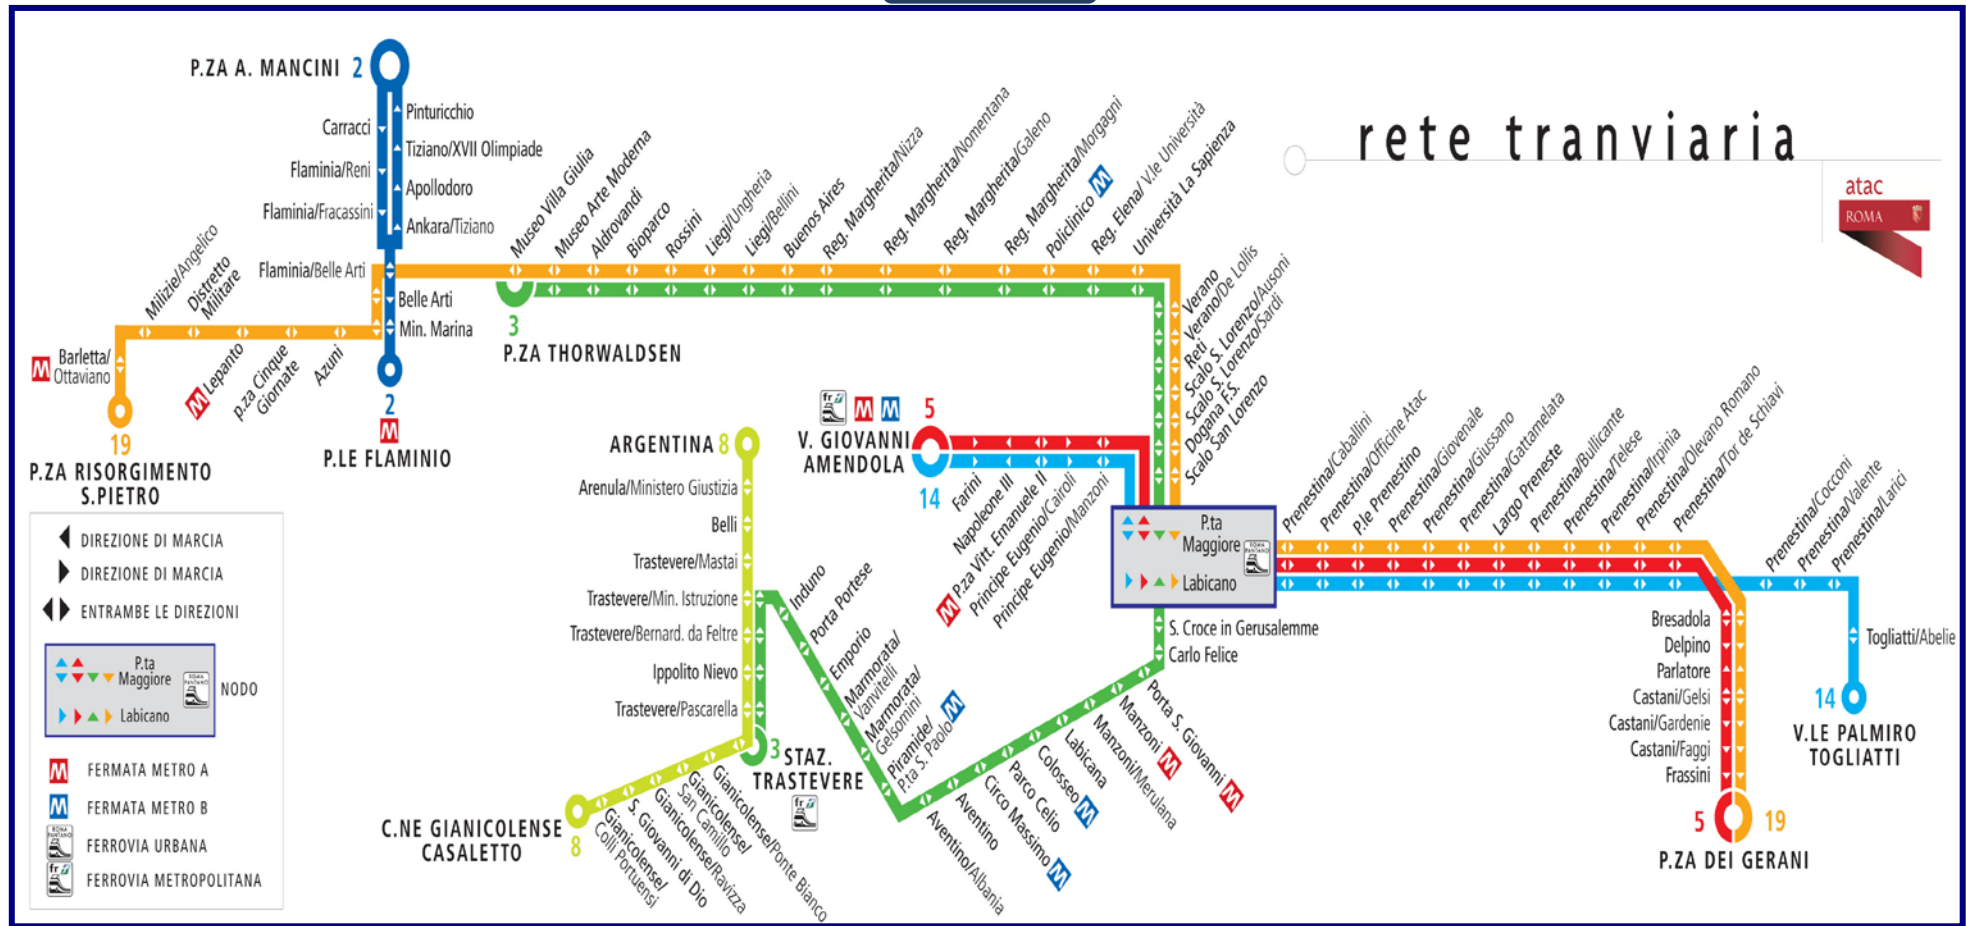 rete tranviaria
atac
ROMA
P.ZA A. MANCINI 2
Pinturicchio
Carracci
Tiziano/XVII Olimpiade
Flaminia/Reni
Apollodoro
Flaminia/Fracassini
Ankara/Tiziano
Flaminia/Belle Arti
Belle Arti
Min. Marina
2
M
P.LE FLAMINIO
Milizie/Angelico
Distretto
Militare
M Lepanto
p.za Cinque
Giornate
Azuni
M Barletta/
Ottaviano
19
P.ZA RISORGIMENTO
S.PIETRO
Museo Villa Giulia
Museo Arte Moderna
Aldrovandi
Bioparco
Rossini
Liegi/Ungheria
Liegi/Bellini
Buenos Aires
Reg. Margherita/Nizza
Reg. Margherita/Nomentana
Reg. Margherita/Galeno
Reg. Margherita/Morgagni
Policlinico M
Reg. Elena/ V.le Università
Università La Sapienza
3
P.ZA THORWALDSEN
Verano
Verano/De Lollis
Reti
Scalo S. Lorenzo/Ausoni
Scalo S. Lorenzo/Sardi
Dogana F.S.
Scalo San Lorenzo
fr M M 5
V. GIOVANNI
AMENDOLA
14
Farini
Napoleone III
M P.za Vitt. Emanuele II
Principe Eugenio/Cairoli
Principe Eugenio/Manzoni
P.ta
Maggiore
ROMA
PANTANO
Labicano
Prenestina/Caballini
Prenestina/Officine Atac
P.le Prenestino
Prenestina/Giovenale
Prenestina/Giussano
Prenestina/Gattamelata
Largo Preneste
Prenestina/Bullicante
Prenestina/Telese
Prenestina/Irpinia
Prenestina/Olevano Romano
Prenestina/Tor de Schiavi
Prenestina/Cocconi
Prenestina/Valente
Prenestina/Larici
Togliatti/Abelie
14
V.LE PALMIRO
TOGLIATTI
Bresadola
Delpino
Parlatore
Castani/Gelsi
Castani/Gardenie
Castani/Faggi
Frassini
5 19
P.ZA DEI GERANI
S. Croce in Gerusalemme
Carlo Felice
Porta S. Giovanni M
Manzoni M
Manzoni/Merulana
Labicana
Colosseo M
Parco Celio
Circo Massimo M
Aventino
Aventino/Albania
Piramide/
P.ta S. Paolo M
Marmorata/
Gelsomini
Marmorata/
Vanvitelli
Emporio
Porta Portese
Induno
ARGENTINA 8
Arenula/Ministero Giustizia
Belli
Trastevere/Mastai
Trastevere/Min. Istruzione
Trastevere/Bernard. da Feltre
Ippolito Nievo
Trastevere/Pascarella
3 STAZ.
TRASTEVERE
fr
Gianicolense/Ponte Bianco
Gianicolense/
San Camillo
Gianicolense/Ravizza
S. Giovanni di Dio
Gianicolense/
Colli Portuensi
C.NE GIANICOLENSE
CASALETTO
8
DIREZIONE DI MARCIA
DIREZIONE DI MARCIA
ENTRAMBE LE DIREZIONI
P.ta
Maggiore
ROMA
PANTANO
Labicano
NODO
M FERMATA METRO A
M FERMATA METRO B
ROMA
PANTANO
FERROVIA URBANA
fr FERROVIA METROPOLITANA